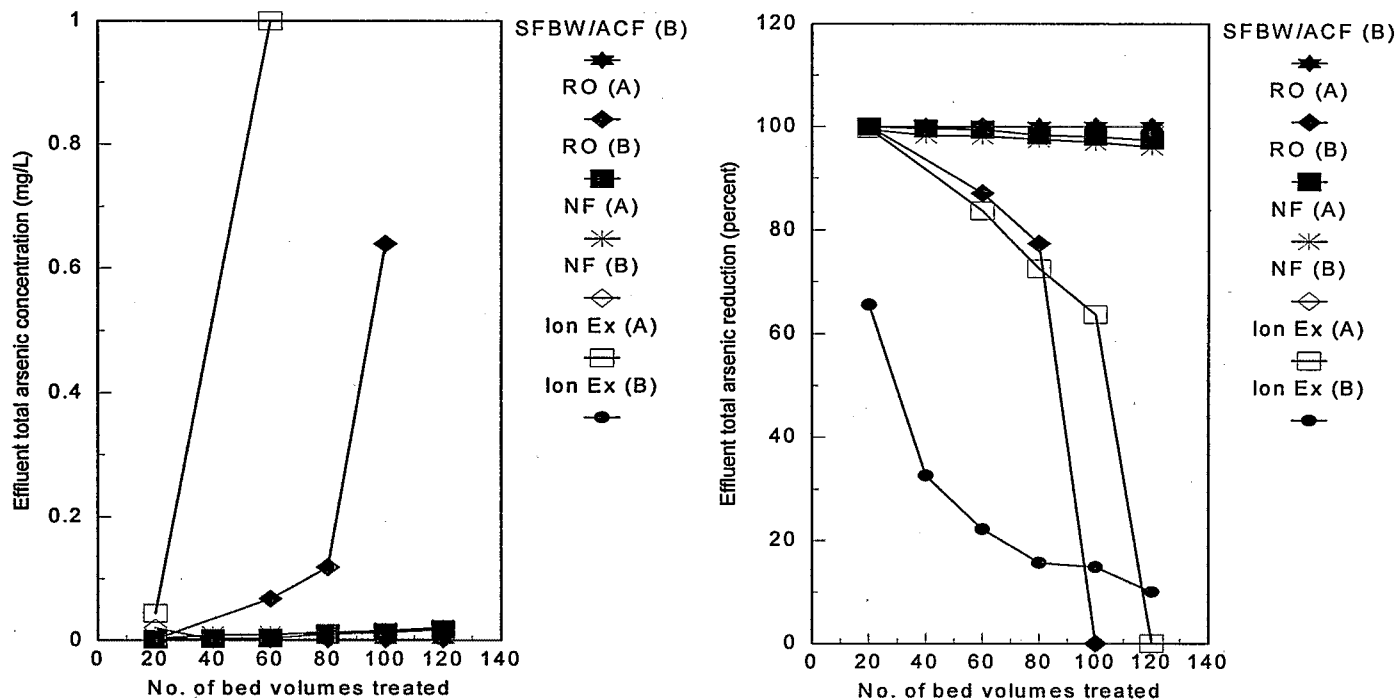 Effluent total arsenic concentration (mg/L)
1
0.8
0.6
0.4
0.2
0
0 20 40 60 80 100 120 140
No. of bed volumes treated
SFBW/ACF (B)
RO (A)
RO (B)
NF (A)
NF (B)
Ion Ex (A)
Ion Ex (B)
Effluent total arsenic reduction (percent)
120
100
80
60
40
20
0
0 20 40 60 80 100 120 140
No. of bed volumes treated
SFBW/ACF (B)
RO (A)
RO (B)
NF (A)
NF (B)
Ion Ex (A)
Ion Ex (B)